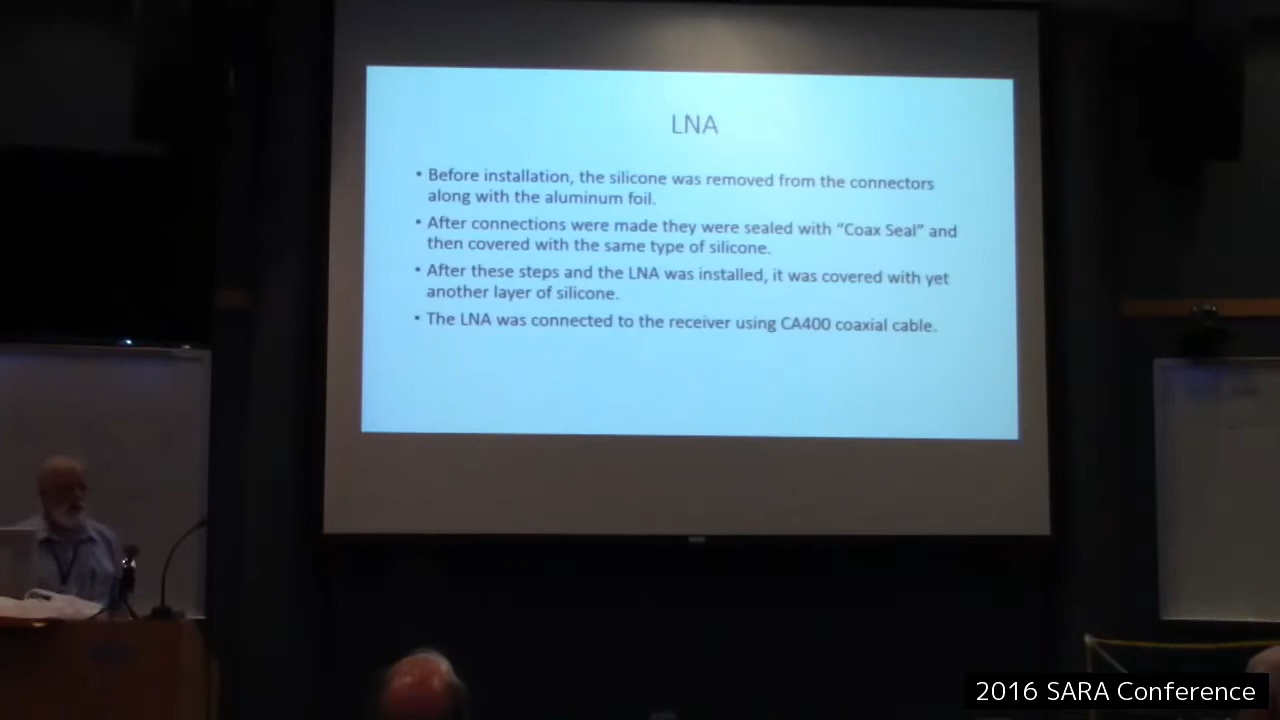 LNA
• Before installation, the silicone was removed from the connectors
along with the aluminum foil.
• After connections were made they were sealed with “Coax Seal” and
then covered with the same type of silicone.
• After these steps and the LNA was installed, it was covered with yet
another layer of silicone.
• The LNA was connected to the receiver using CA400 coaxial cable.
2016 SARA Conference